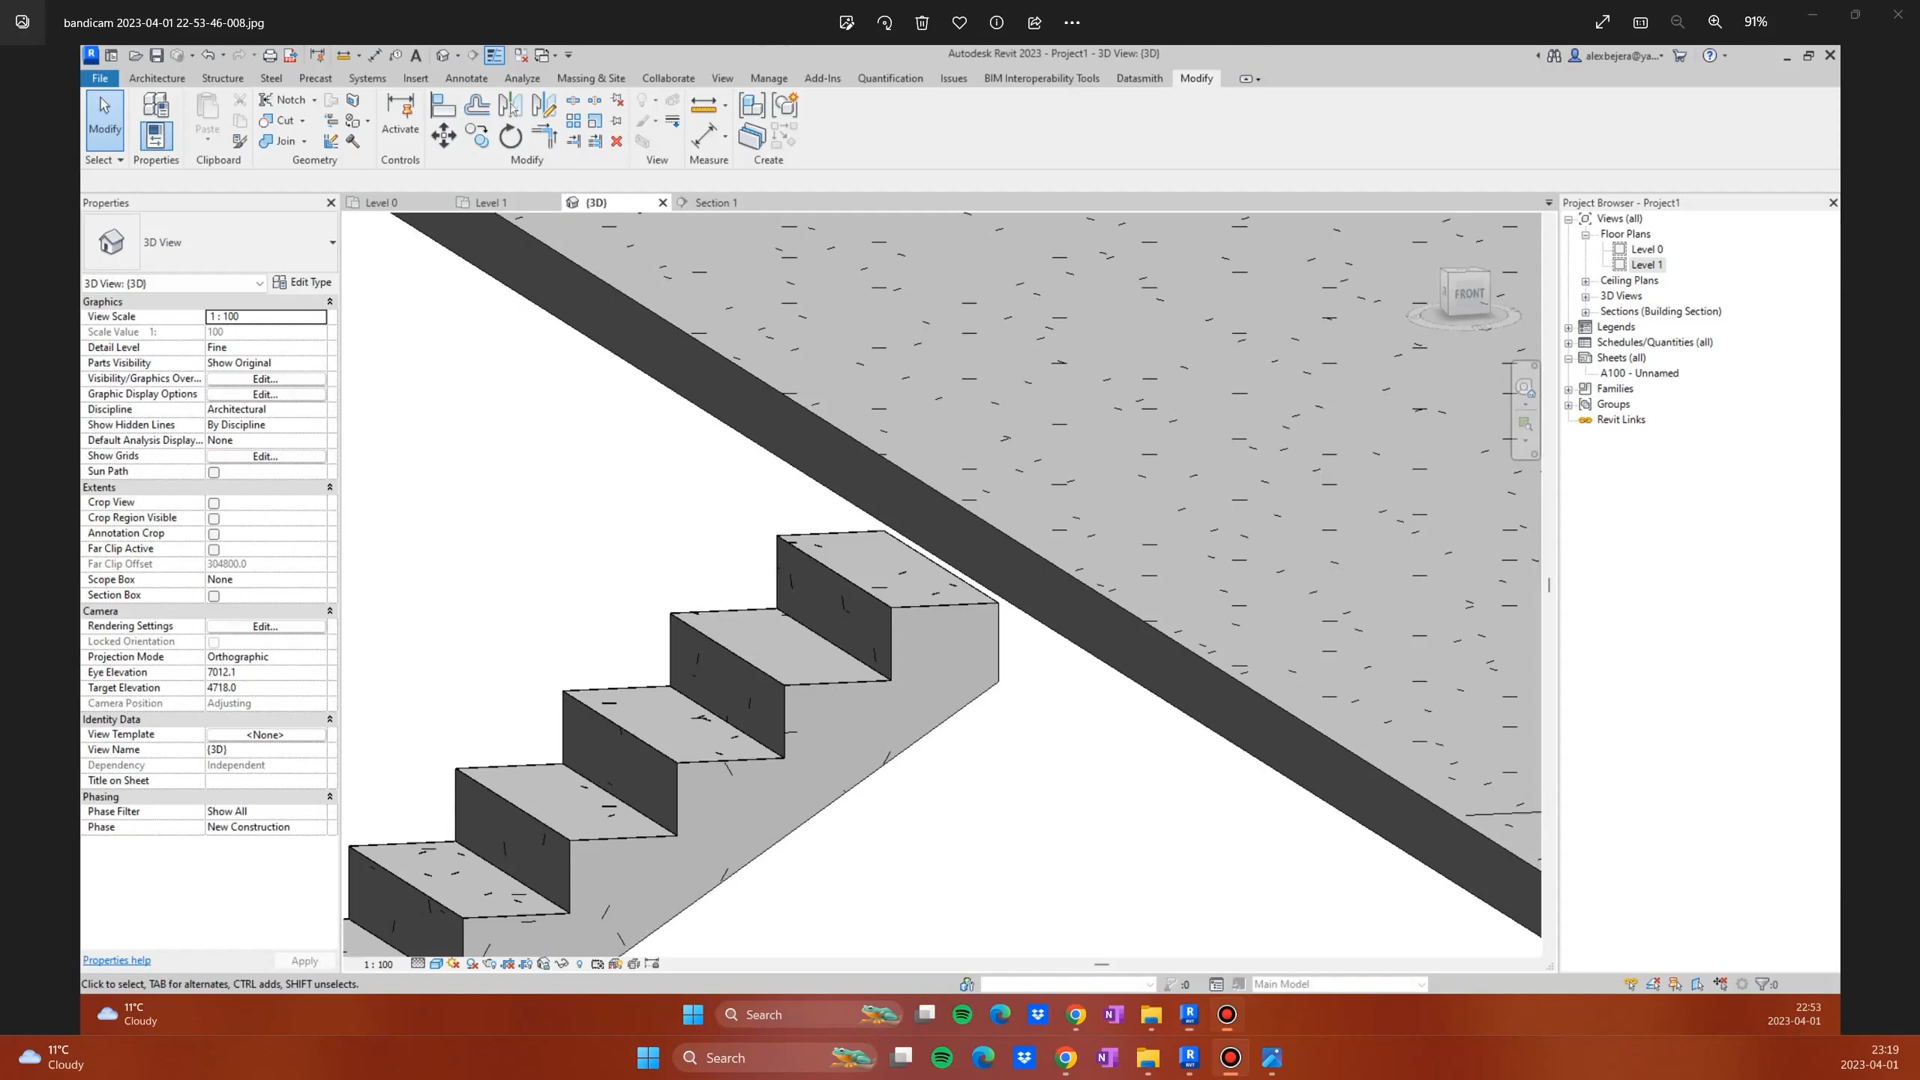 bandicam 2023-04-01 22-53-46-008.jpg
91%
Autodesk Revit 2023 - Project1 - 3D View: {3D}
alexbejera@ya...
File Architecture Structure Steel Precast Systems Insert Annotate Analyze Massing & Site Collaborate View Manage Add-Ins Quantification Issues BIM Interoperability Tools Datasmith Modify
Modify
Paste
Notch
Cut
Join
Activate
Select Properties Clipboard Geometry Controls Modify View Measure Create
Properties
Level 0
Level 1
{3D}
Section 1
3D View
3D View: {3D}
Edit Type
Graphics
View Scale 1 : 100
Scale Value 1: 100
Detail Level Fine
Parts Visibility Show Original
Visibility/Graphics Over... Edit...
Graphic Display Options Edit...
Discipline Architectural
Show Hidden Lines By Discipline
Default Analysis Display... None
Show Grids Edit...
Sun Path
Extents
Crop View
Crop Region Visible
Annotation Crop
Far Clip Active
Far Clip Offset 304800.0
Scope Box None
Section Box
Camera
Rendering Settings Edit...
Locked Orientation
Projection Mode Orthographic
Eye Elevation 7012.1
Target Elevation 4718.0
Camera Position Adjusting
Identity Data
View Template <None>
View Name {3D}
Dependency Independent
Title on Sheet
Phasing
Phase Filter Show All
Phase New Construction
Properties help
Apply
FRONT
Project Browser - Project1
Views (all)
Floor Plans
Level 0
Level 1
Ceiling Plans
3D Views
Sections (Building Section)
Legends
Schedules/Quantities (all)
Sheets (all)
A100 - Unnamed
Families
Groups
Revit Links
1 : 100
Click to select, TAB for alternates, CTRL adds, SHIFT unselects.
:0
Main Model
:0
11°C
Cloudy
Search
22:53
2023-04-01
11°C
Cloudy
Search
23:19
2023-04-01